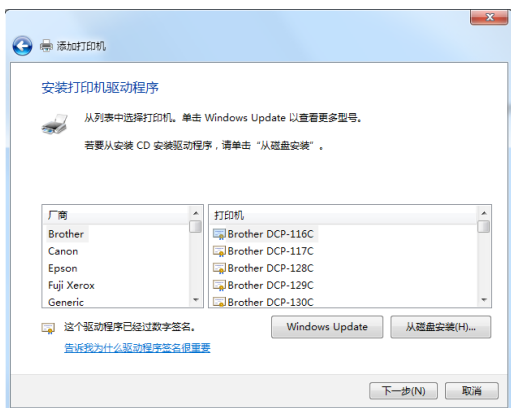 添加打印机
安装打印机驱动程序
从列表中选择打印机。单击 Windows Update 以查看更多型号。
若要从安装 CD 安装驱动程序，请单击“从磁盘安装”。
厂商
打印机
Brother
Brother DCP-116C
Canon
Brother DCP-117C
Epson
Brother DCP-128C
Fuji Xerox
Brother DCP-129C
Generic
Brother DCP-130C
这个驱动程序已经过数字签名。
Windows Update
从磁盘安装(H)...
告诉我为什么驱动程序签名很重要
下一步(N)
取消